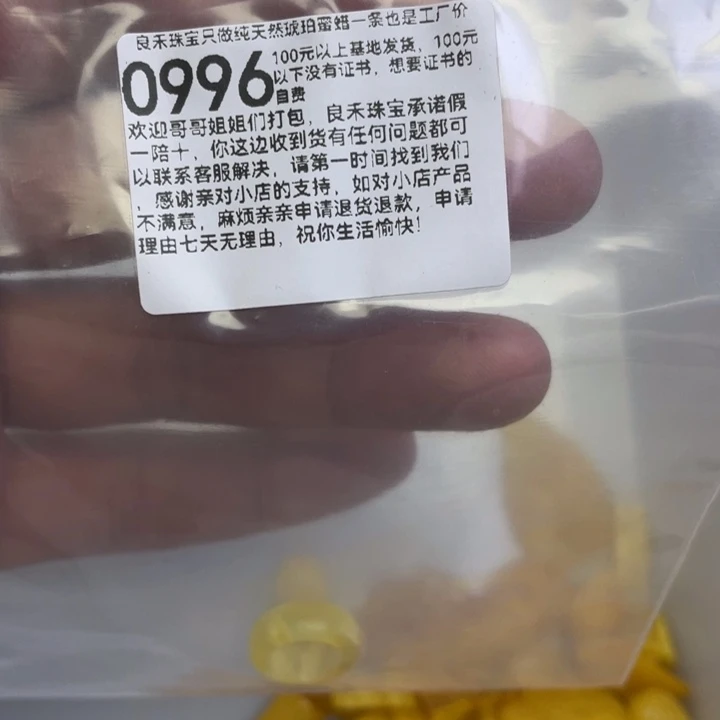 良禾珠宝只做纯天然琥珀蜜蜡一条也是工厂价
0996
100元以上基地发货，100元
以下没有证书，想要证书的
自费
欢迎哥哥姐姐们打包，良禾珠宝承诺假
一陪十，你这边收到货有任何问题都可
以联系客服解决，请第一时间找到我们
，感谢亲对小店的支持，如对小店产品
不满意，麻烦亲亲申请退货退款，申请
理由七天无理由，祝你生活愉快！